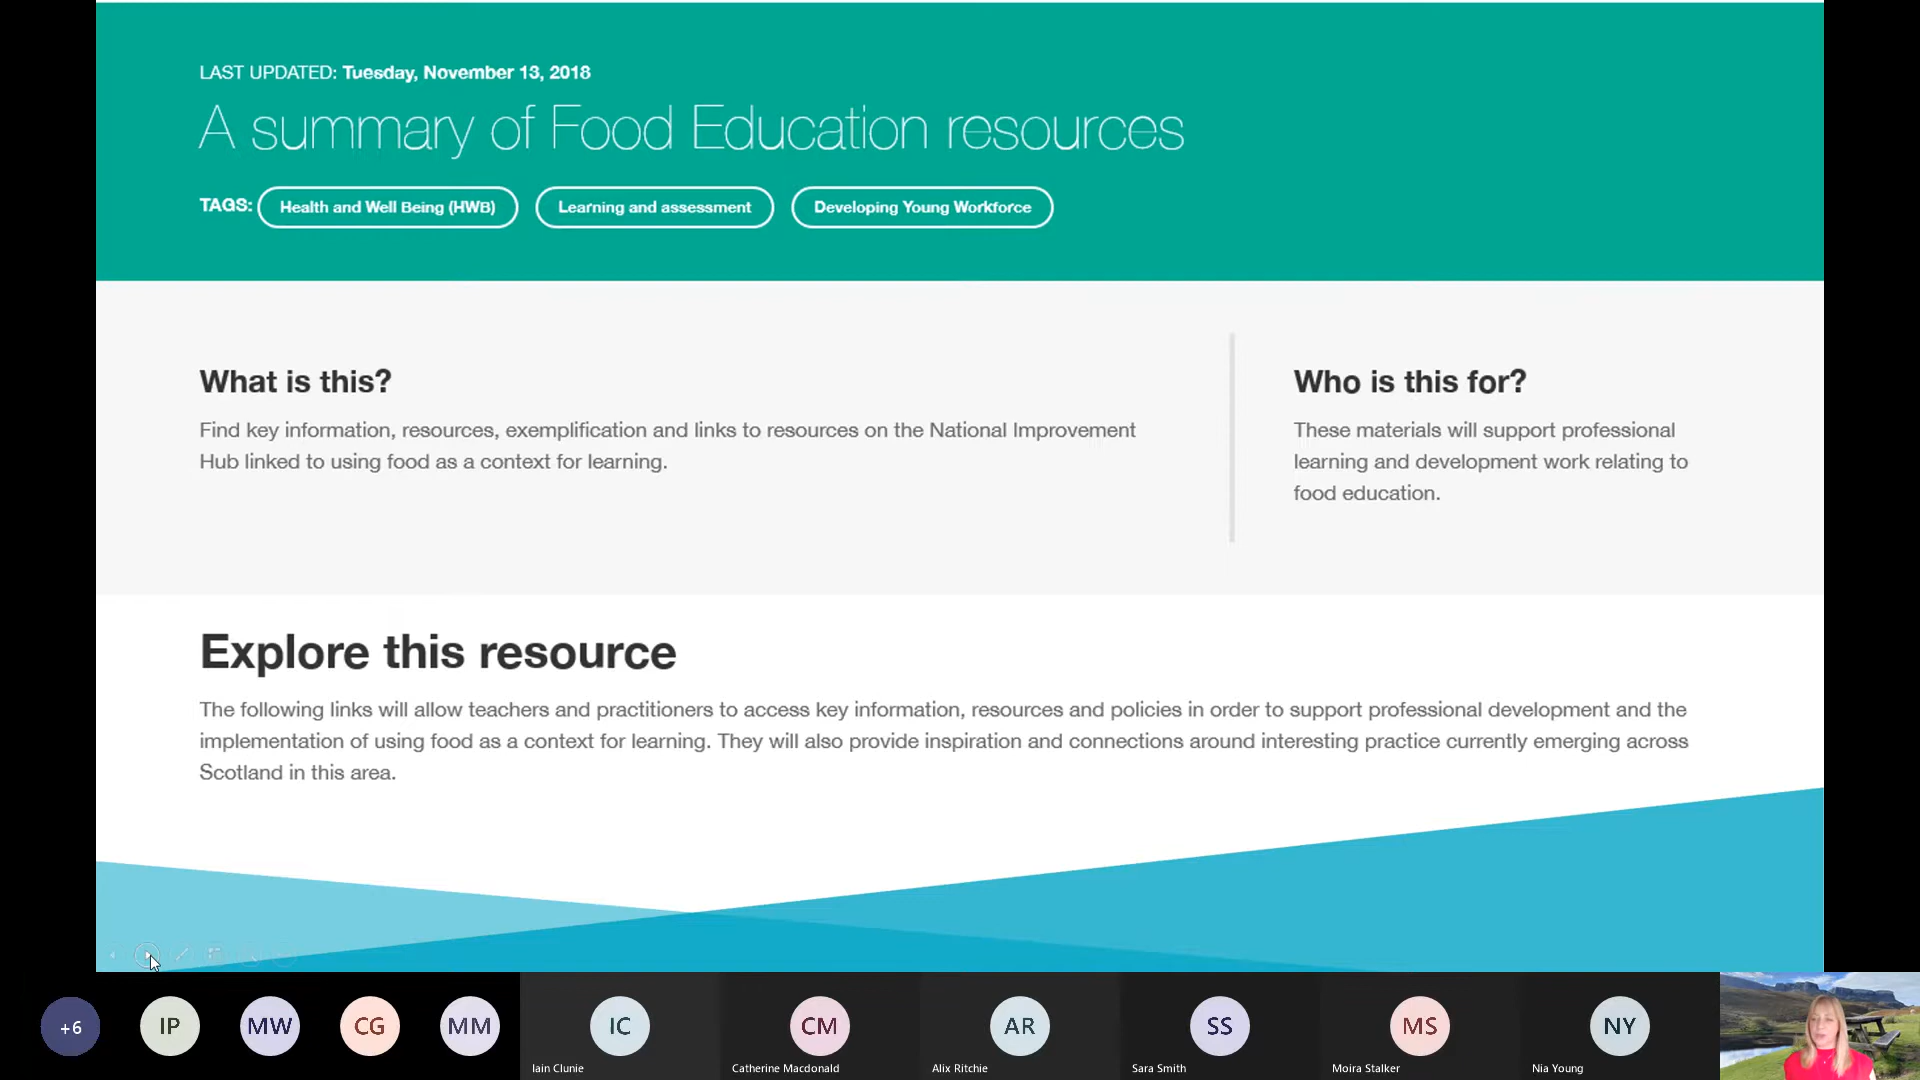 LAST UPDATED: Tuesday, November 13, 2018
A summary of Food Education resources
TAGS: Health and Well Being (HWB) Learning and assessment Developing Young Workforce
What is this?
Find key information, resources, exemplification and links to resources on the National Improvement
Hub linked to using food as a context for learning.
Who is this for?
These materials will support professional
learning and development work relating to
food education.
Explore this resource
The following links will allow teachers and practitioners to access key information, resources and policies in order to support professional development and the
implementation of using food as a context for learning. They will also provide inspiration and connections around interesting practice currently emerging across
Scotland in this area.
+6 IP MW CG MM IC CM AR SS MS NY
Iain Clunie Catherine Macdonald Alix Ritchie Sara Smith Moira Stalker Nia Young